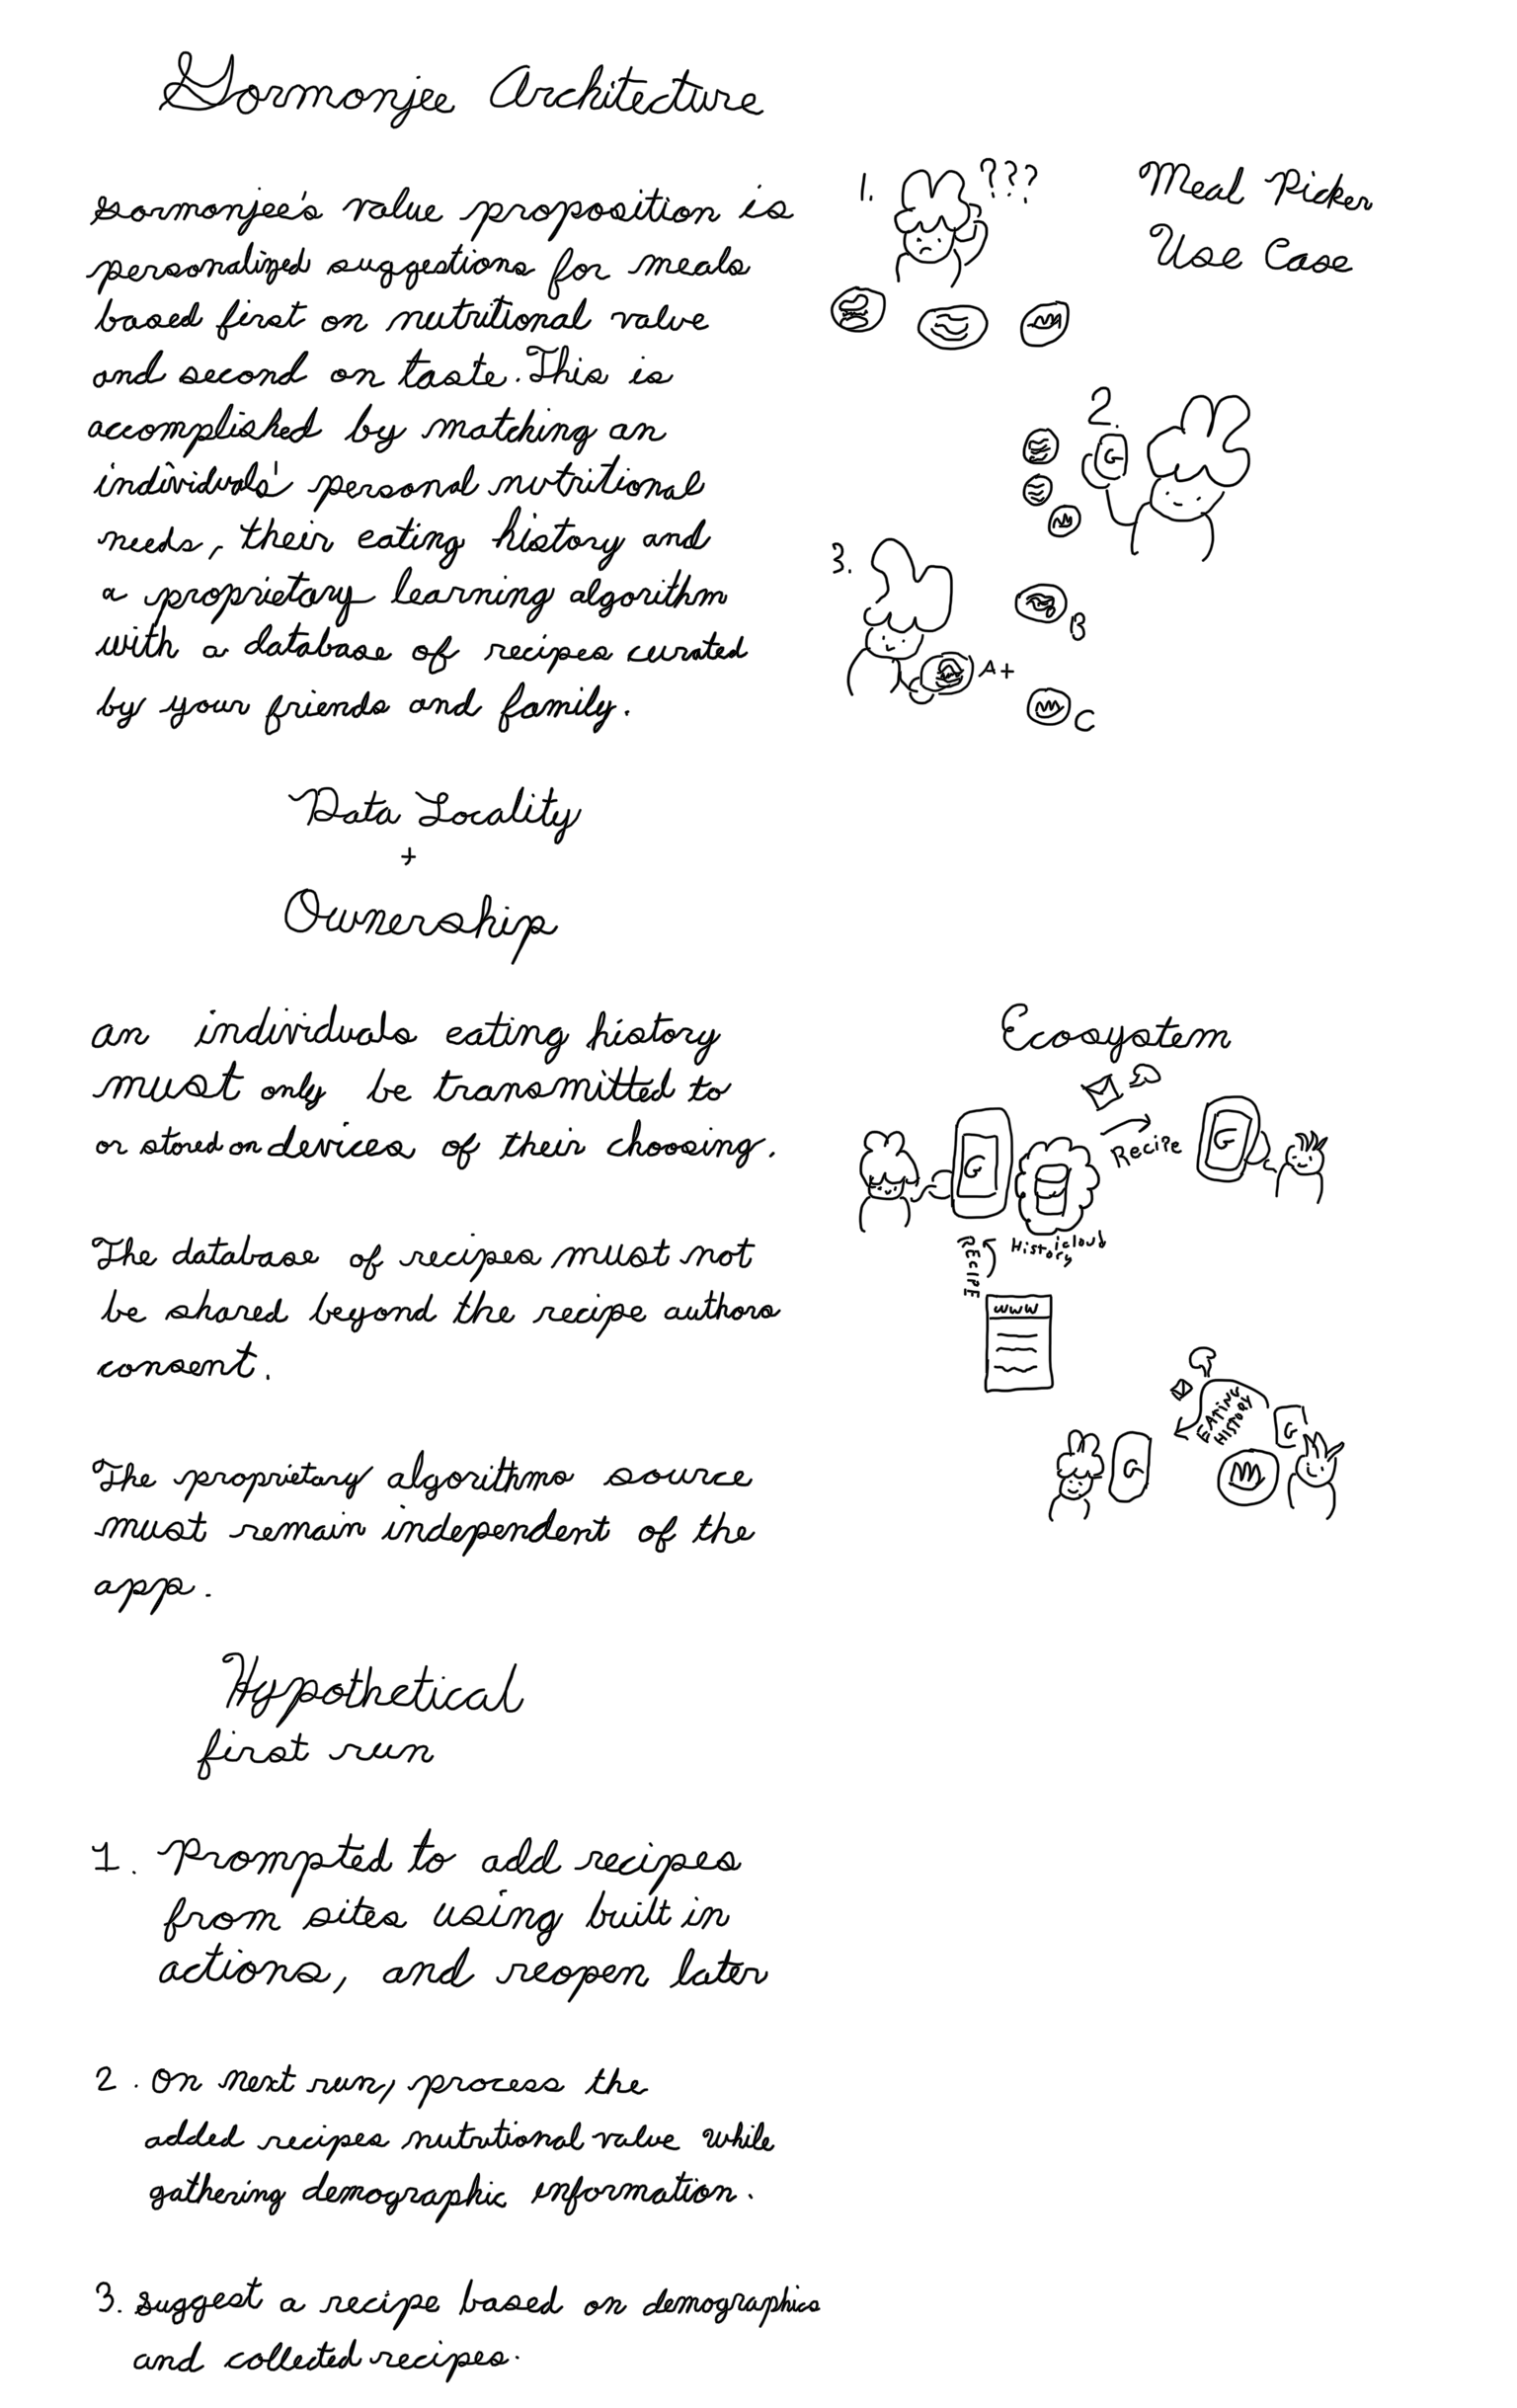 Gormonjee Architecture
Gormonjee's value proposition is
personalized suggestions for meals
based first on nutritional value
and second on taste. This is
accomplished by matching an
individuals' personal nutritional
needs, their eating history and
a proprietary learning algorithm
with a database of recipes curated
by your friends and family.
1.
???
Meal Picker
Use Case
2.
G
3.
B
A+
C
Data Locality
+
Ownership
an individuals eating history
must only be transmitted to
or stored on devices of their choosing.
The database of recipes must not
be shared beyond the recipe authors
consent.
The proprietary algorithms source
must remain independent of the
app.
Ecosystem
G
Recipe
G
RECIPE
History
icloud
www
EATING
HISTORY
G
G
Hypothetical
first run
1. Prompted to add recipes
from sites using built in
actions, and reopen later
2. On next run, process the
added recipes nutritional value while
gathering demographic information.
3. suggest a recipe based on demographics
and collected recipes.